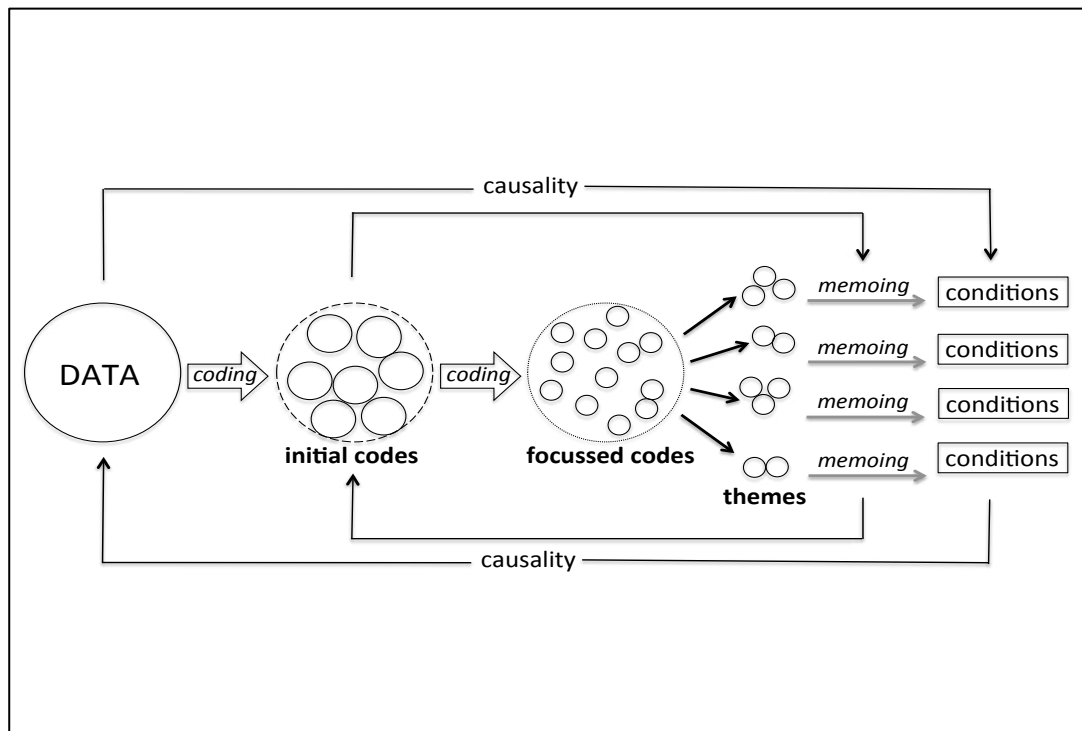 causality
memoing
conditions
DATA
coding
coding
memoing
conditions
memoing
conditions
initial codes
focussed codes
memoing
conditions
themes
causality